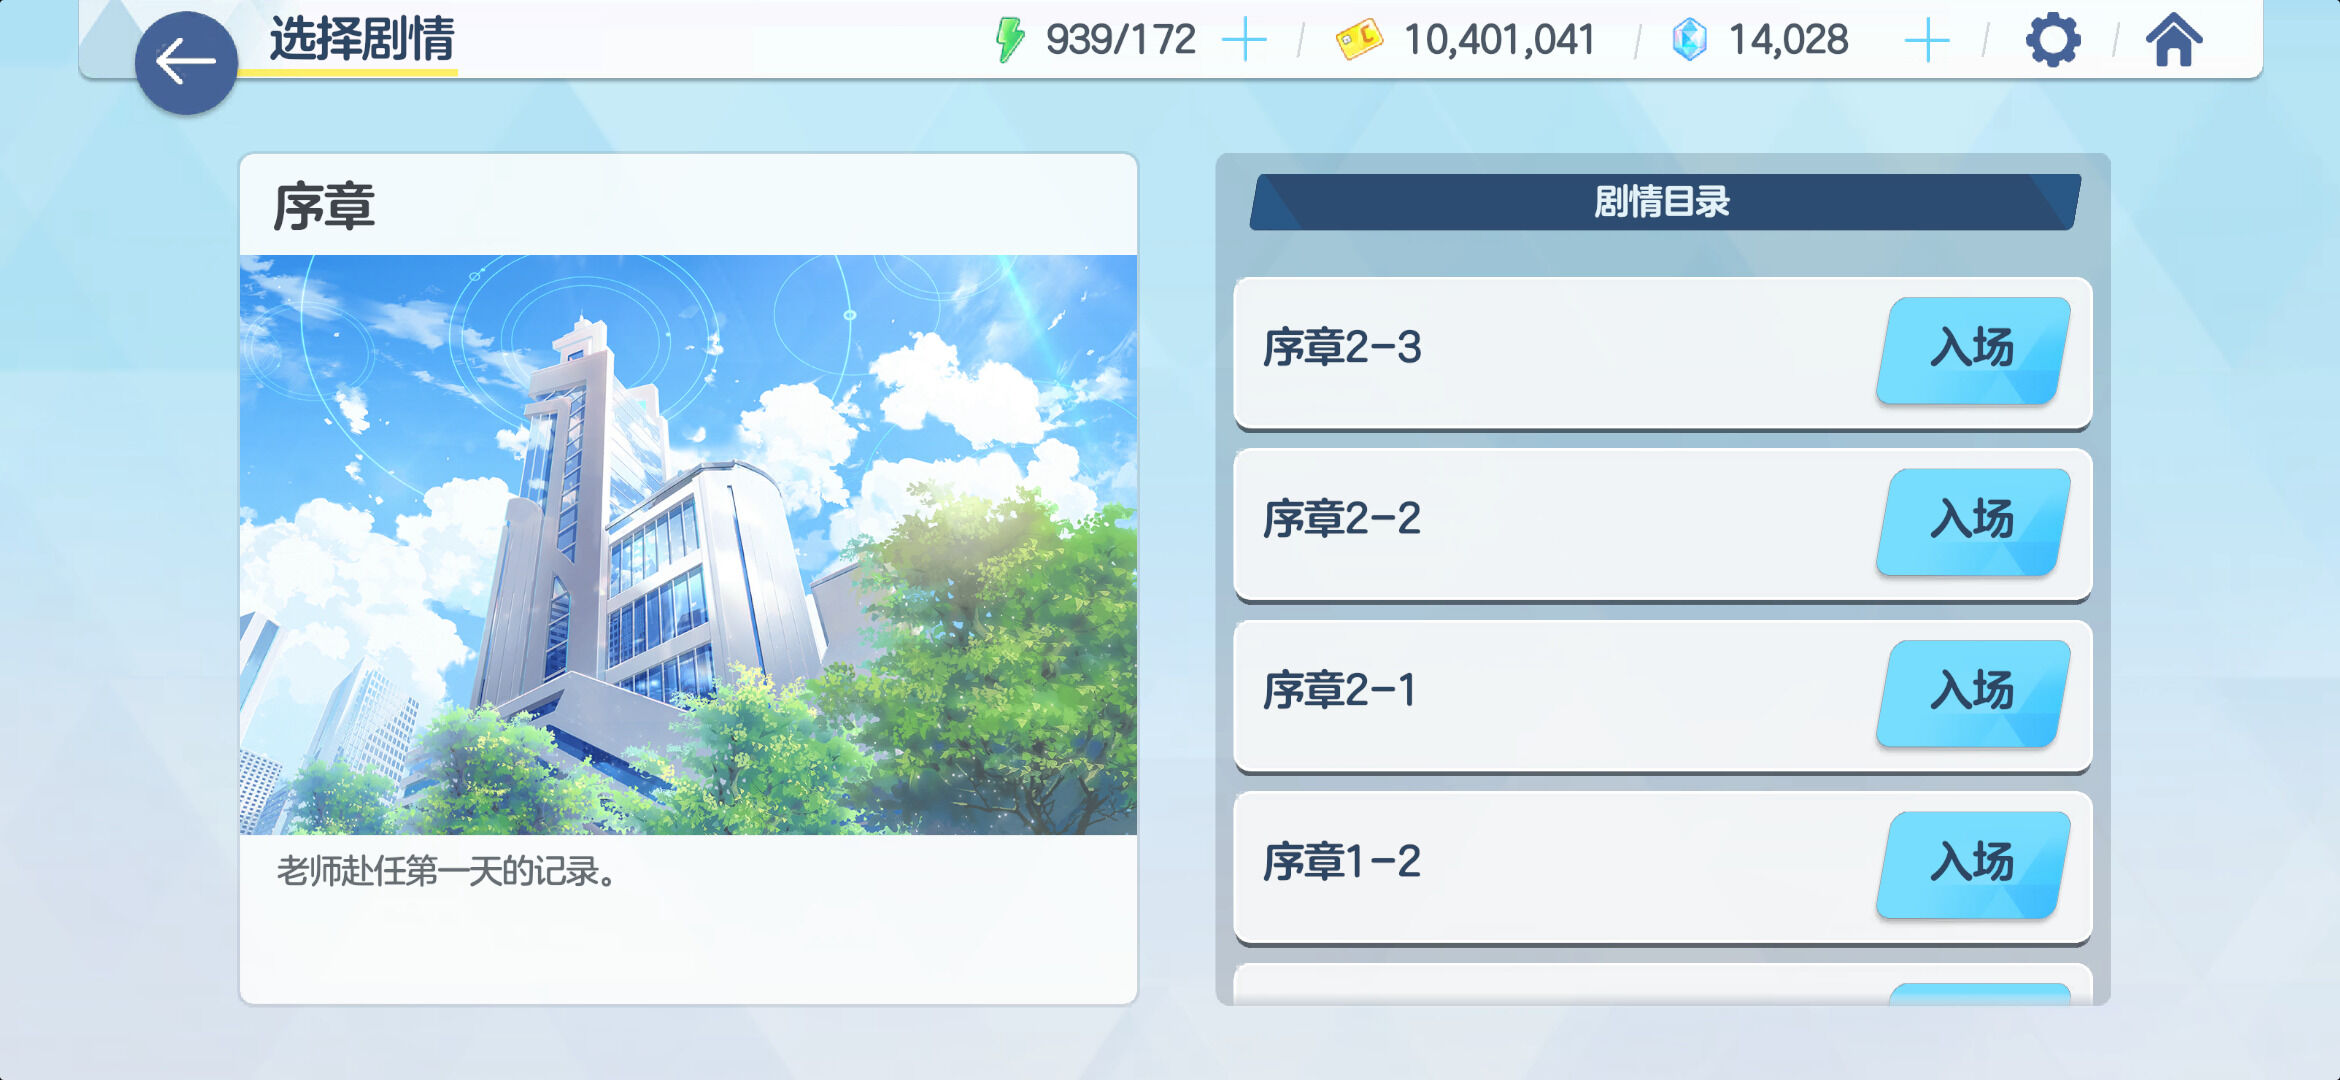 选择剧情
939/172
10,401,041
14,028
序章
老师赴任第一天的记录。
剧情目录
序章2-3
入场
序章2-2
入场
序章2-1
入场
序章1-2
入场